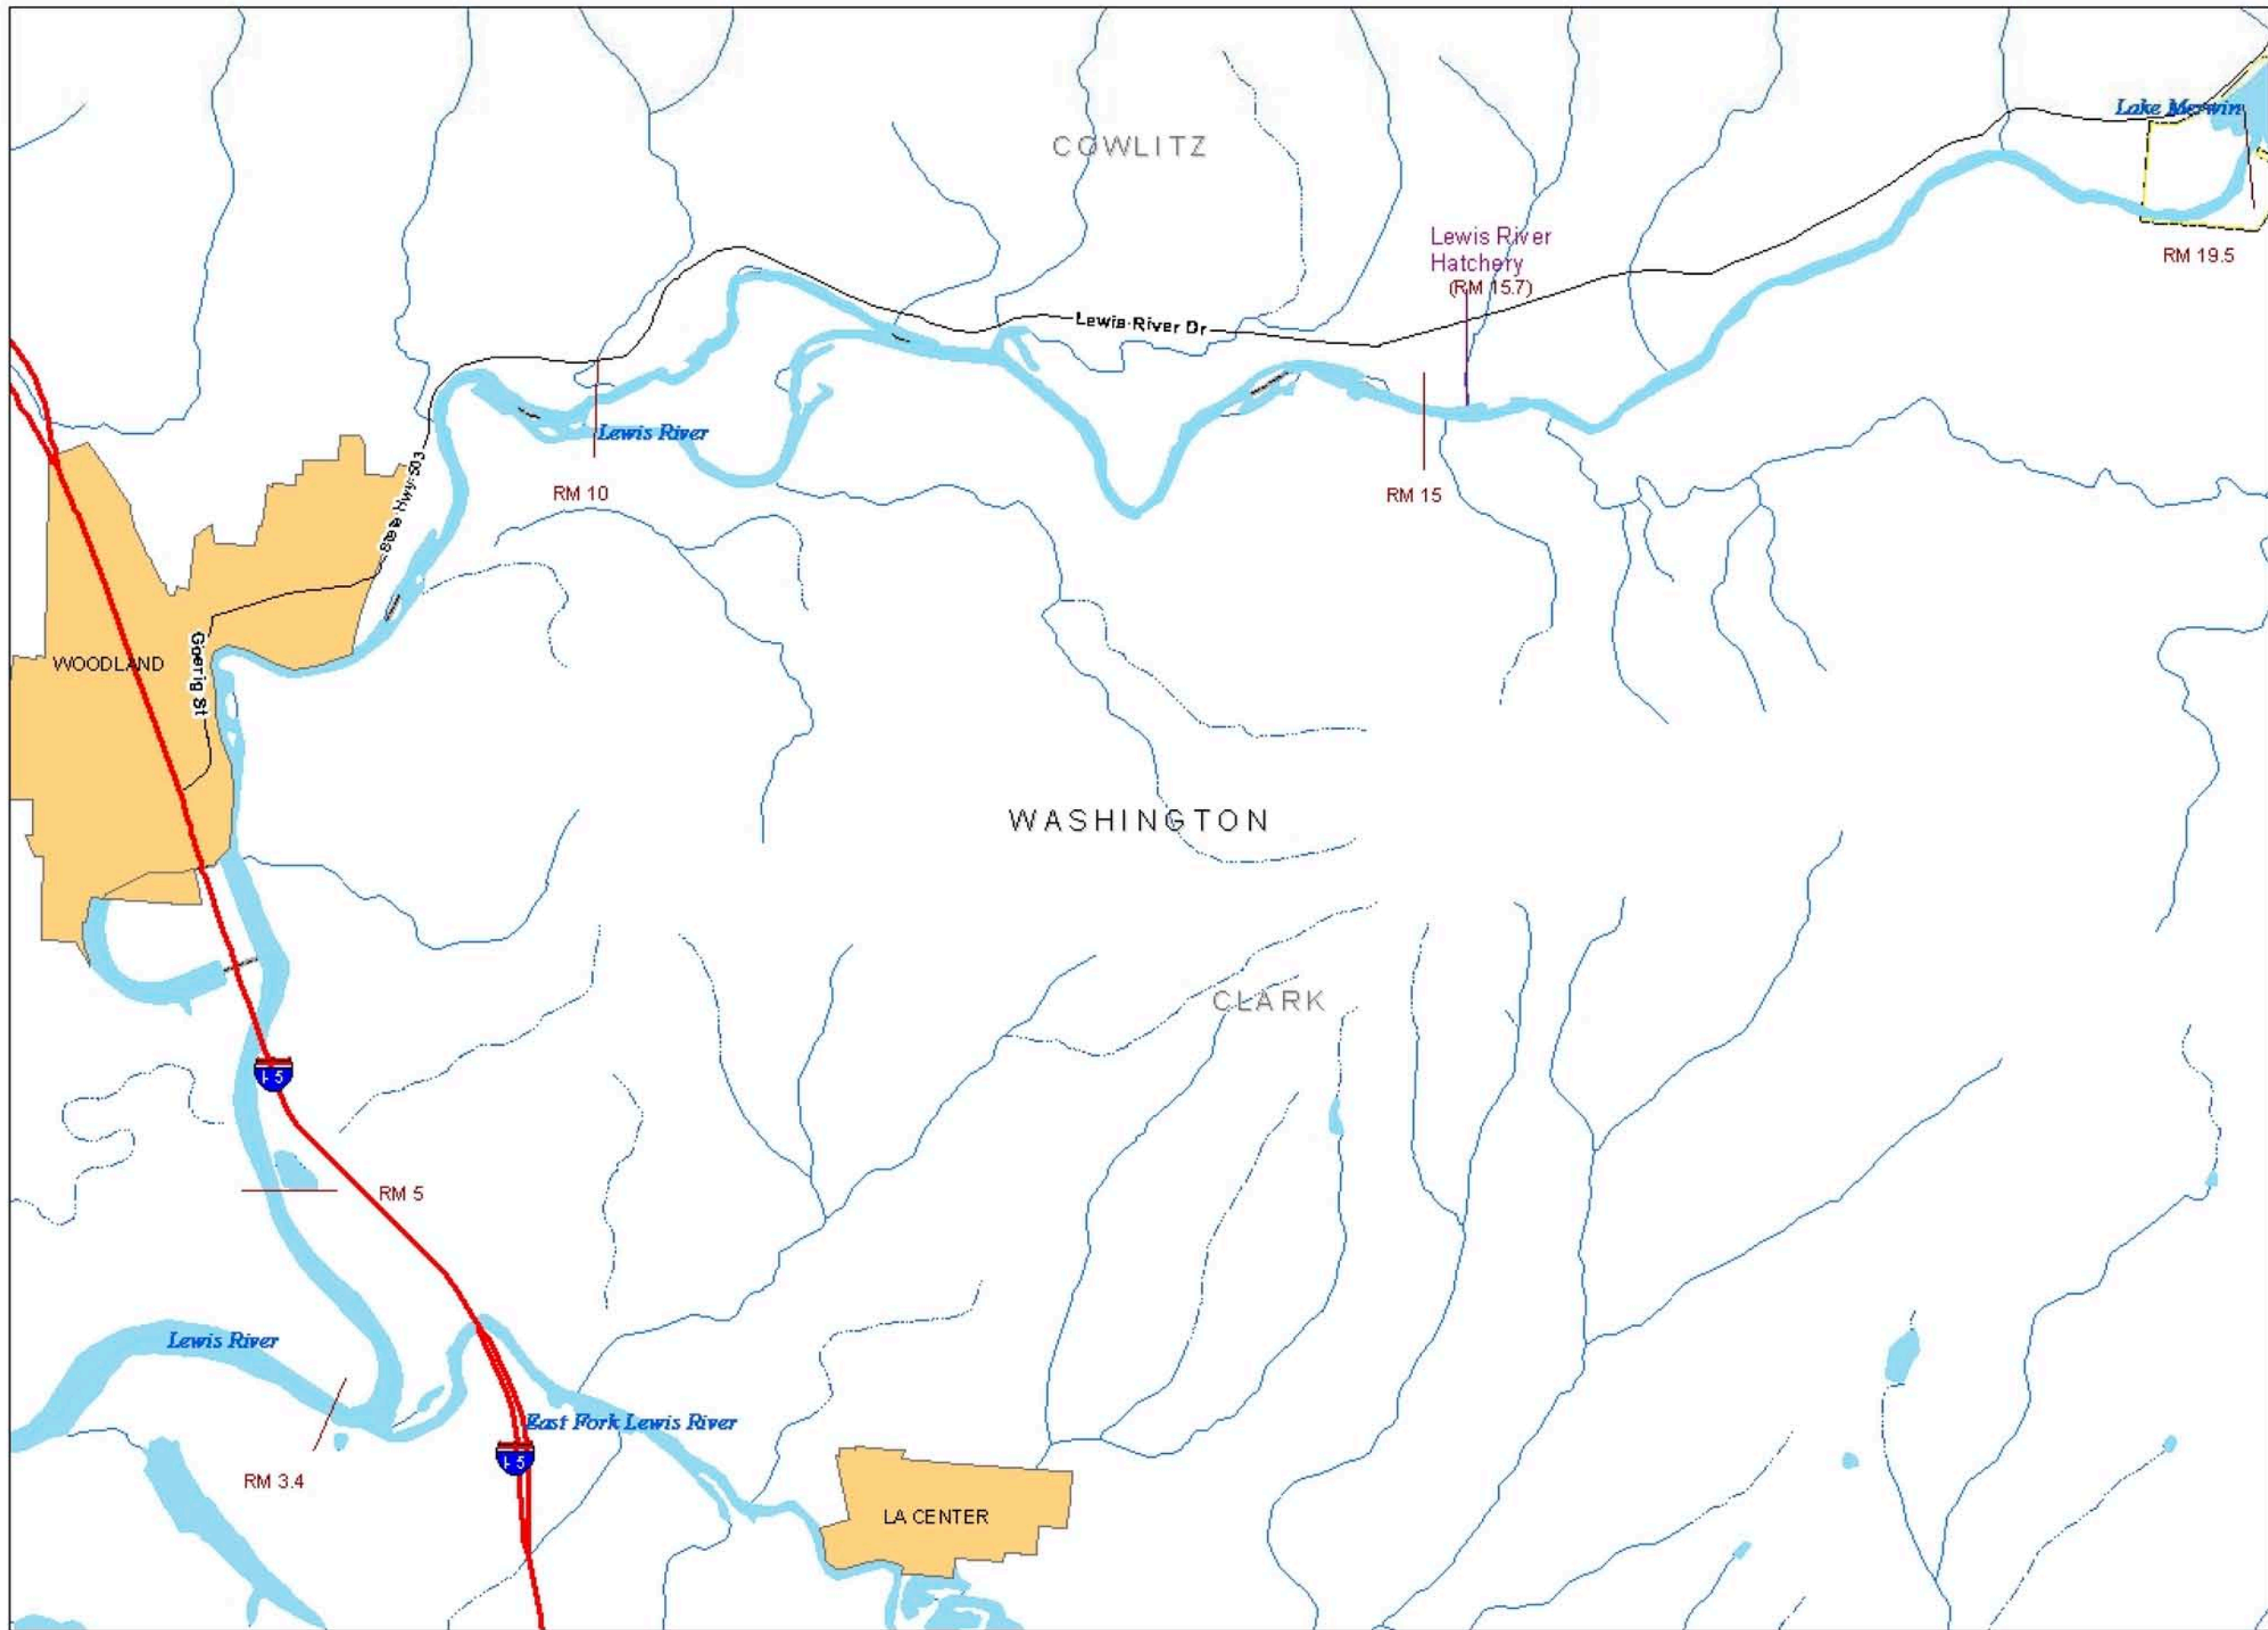 Lake Merwin
COWLITZ
Lewis River
Hatchery
(RM 15.7)
RM 19.5
Lewis River Dr
Lewis River
State Hwy 503
RM 10
RM 15
WOODLAND
Goerig St
WASHINGTON
CLARK
I-5
RM 5
Lewis River
East Fork Lewis River
I-5
RM 3.4
LA CENTER